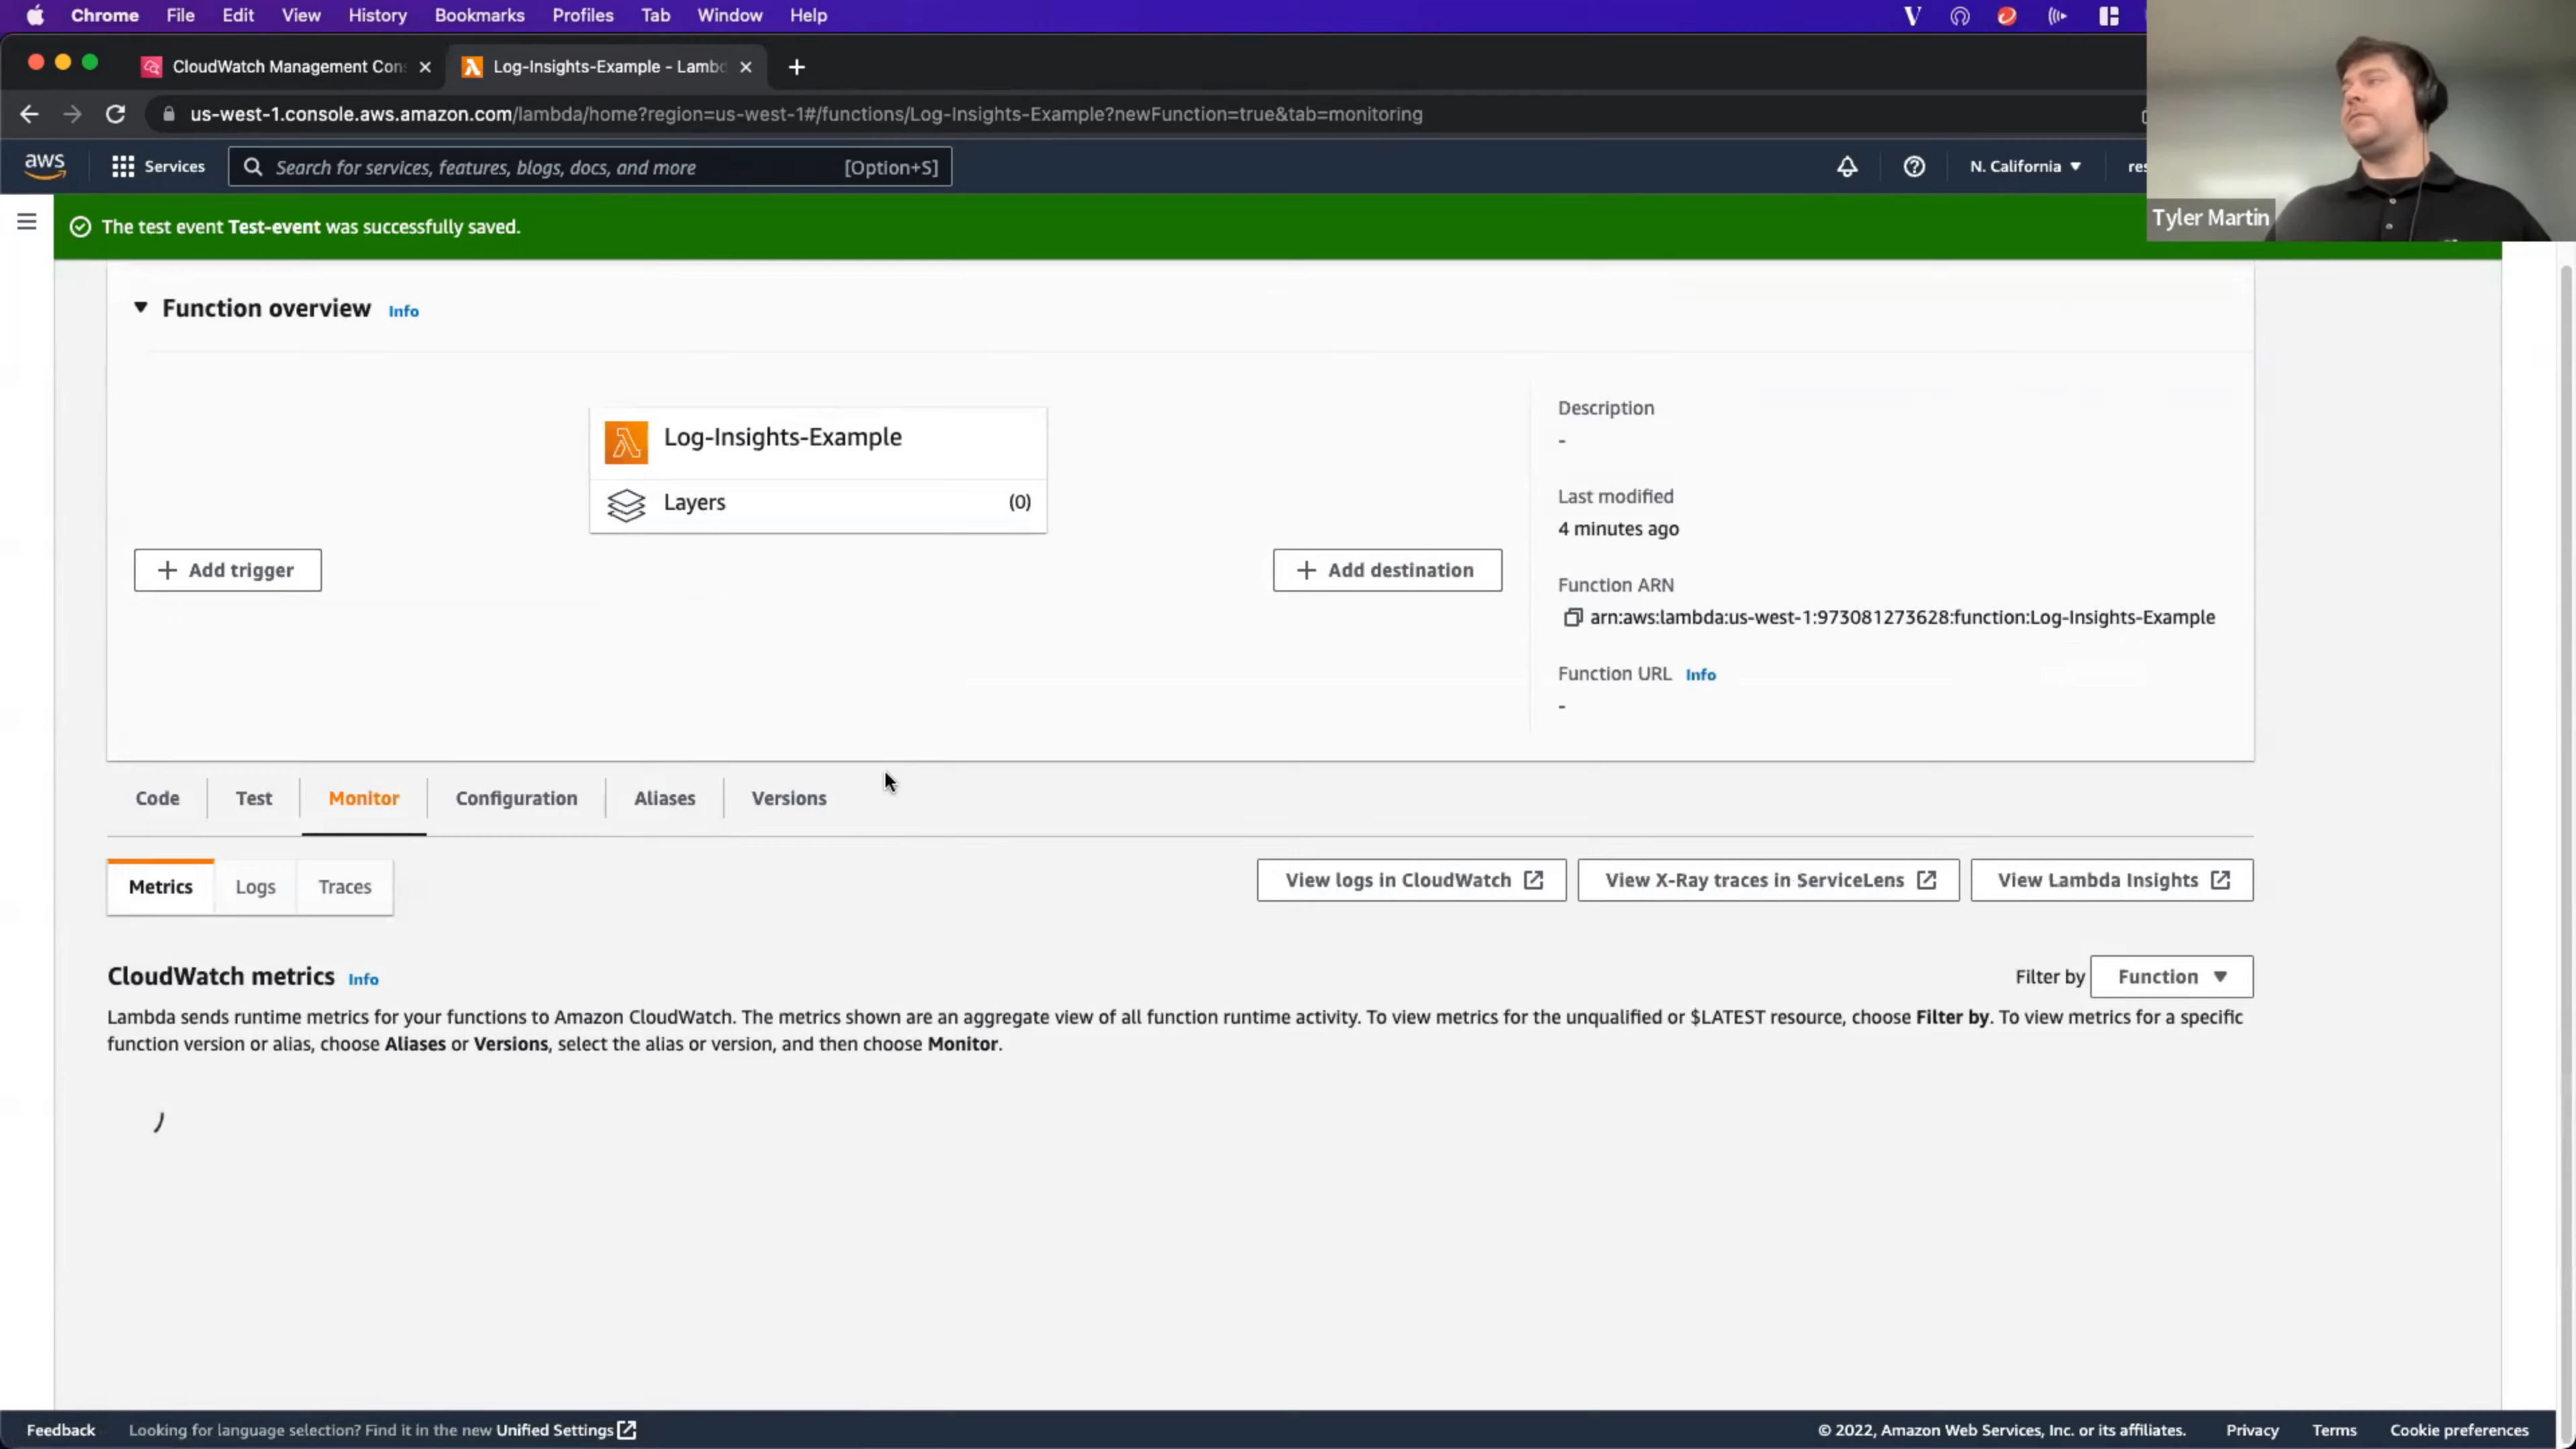 Chrome File Edit View History Bookmarks Profiles Tab Window Help
CloudWatch Management Con
Log-Insights-Example - Lambd
us-west-1.console.aws.amazon.com/lambda/home?region=us-west-1#/functions/Log-Insights-Example?newFunction=true&tab=monitoring
aws
Services
Search for services, features, blogs, docs, and more [Option+S]
N. California
res
Tyler Martin
The test event Test-event was successfully saved.
Function overview Info
Log-Insights-Example
Layers (0)
+ Add trigger
+ Add destination
Description
-
Last modified
4 minutes ago
Function ARN
arn:aws:lambda:us-west-1:973081273628:function:Log-Insights-Example
Function URL Info
-
Code Test Monitor Configuration Aliases Versions
Metrics Logs Traces
View logs in CloudWatch
View X-Ray traces in ServiceLens
View Lambda Insights
CloudWatch metrics Info
Filter by Function
Lambda sends runtime metrics for your functions to Amazon CloudWatch. The metrics shown are an aggregate view of all function runtime activity. To view metrics for the unqualified or $LATEST resource, choose Filter by. To view metrics for a specific
function version or alias, choose Aliases or Versions, select the alias or version, and then choose Monitor.
Feedback Looking for language selection? Find it in the new Unified Settings
© 2022, Amazon Web Services, Inc. or its affiliates. Privacy Terms Cookie preferences